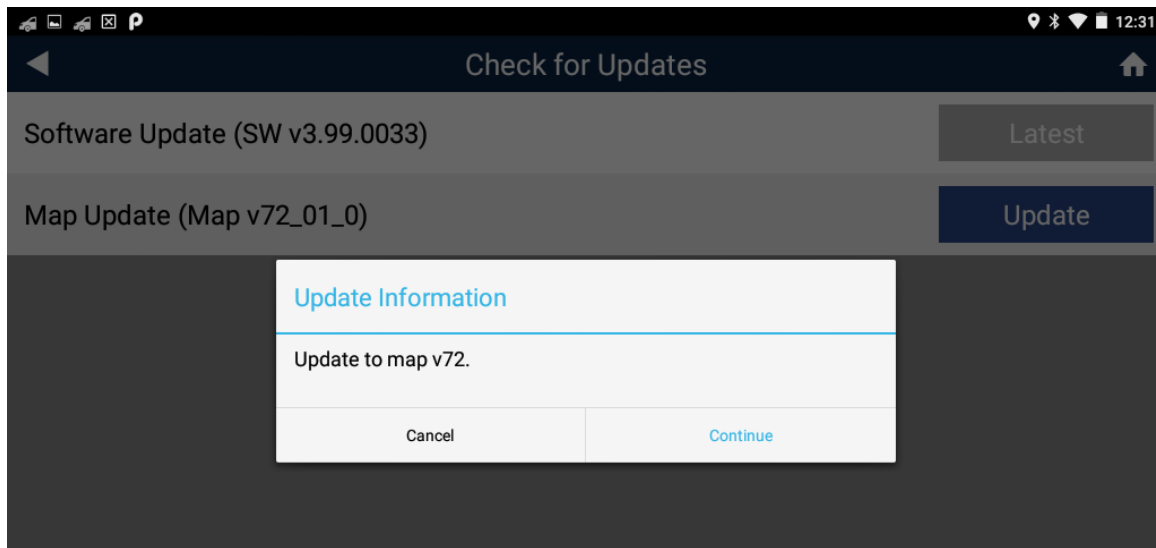 12:31
Check for Updates
Software Update (SW v3.99.0033)
Latest
Map Update (Map v72_01_0)
Update
Update Information
Update to map v72.
Cancel
Continue